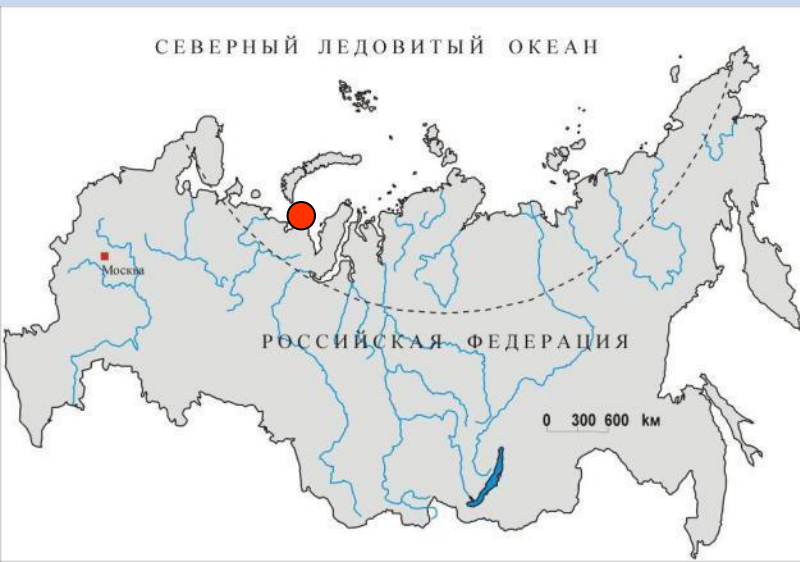 СЕВЕРНЫЙ ЛЕДОВИТЫЙ ОКЕАН
Москва
РОССИЙСКАЯ ФЕДЕРАЦИЯ
0 300 600 км